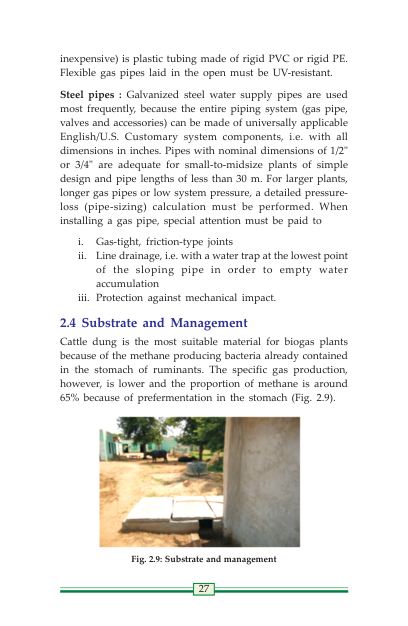 inexpensive) is plastic tubing made of rigid PVC or rigid PE.
Flexible gas pipes laid in the open must be UV-resistant.
Steel pipes : Galvanized steel water supply pipes are used
most frequently, because the entire piping system (gas pipe,
valves and accessories) can be made of universally applicable
English/U.S. Customary system components, i.e. with all
dimensions in inches. Pipes with nominal dimensions of 1/2"
or 3/4" are adequate for small-to-midsize plants of simple
design and pipe lengths of less than 30 m. For larger plants,
longer gas pipes or low system pressure, a detailed pressure-
loss (pipe-sizing) calculation must be performed. When
installing a gas pipe, special attention must be paid to
i. Gas-tight, friction-type joints
ii. Line drainage, i.e. with a water trap at the lowest point
of the sloping pipe in order to empty water
accumulation
iii. Protection against mechanical impact.
2.4 Substrate and Management
Cattle dung is the most suitable material for biogas plants
because of the methane producing bacteria already contained
in the stomach of ruminants. The specific gas production,
however, is lower and the proportion of methane is around
65% because of prefermentation in the stomach (Fig. 2.9).
Fig. 2.9: Substrate and management
27